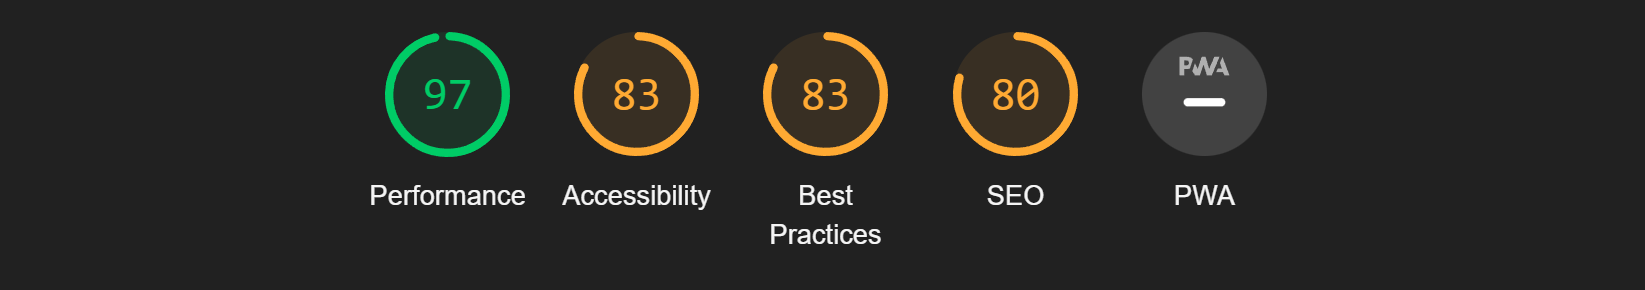 97
83
83
80
PWA
Performance
Accessibility
Best
Practices
SEO
PWA